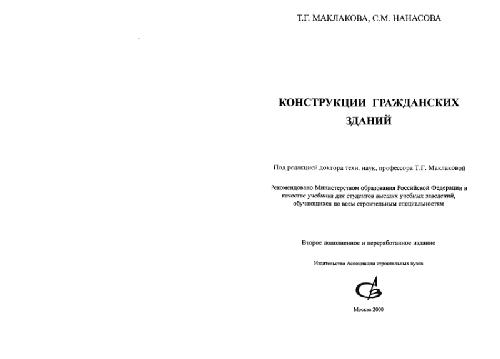 Т.Г. МАКЛАКОВА, С.М. НАНАСОВА
КОНСТРУКЦИИ ГРАЖДАНСКИХ
ЗДАНИЙ
Под редакцией доктора техн. наук, профессора Т.Г. Маклаковой
Рекомендовано Министерством образования Российской Федерации в
качестве учебника для студентов высших учебных заведений,
обучающихся по всем строительным специальностям
Второе дополненное и переработанное издание
Издательство Ассоциации строительных вузов
Москва 2000